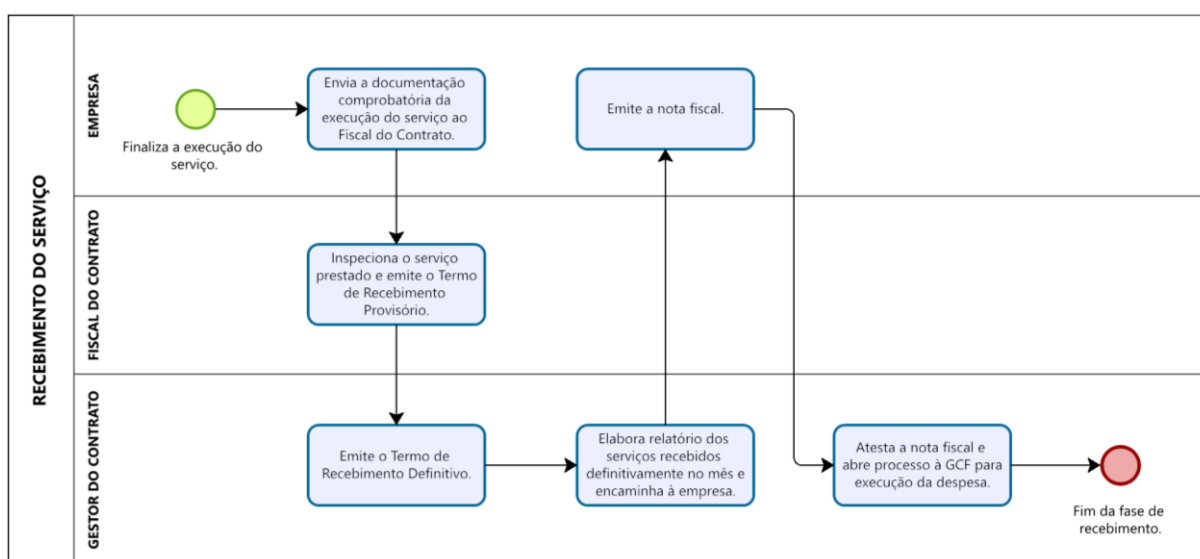 RECEBIMENTO DO SERVIÇO
EMPRESA
Finaliza a execução do
serviço.
Envia a documentação
comprobatória da
execução do serviço ao
Fiscal do Contrato.
Emite a nota fiscal.
FISCAL DO CONTRATO
Inspeciona o serviço
prestado e emite o Termo
de Recebimento
Provisório.
GESTOR DO CONTRATO
Emite o Termo de
Recebimento Definitivo.
Elabora relatório dos
serviços recebidos
definitivamente no mês e
encaminha à empresa.
Atesta a nota fiscal e
abre processo à GCF para
execução da despesa.
Fim da fase de
recebimento.